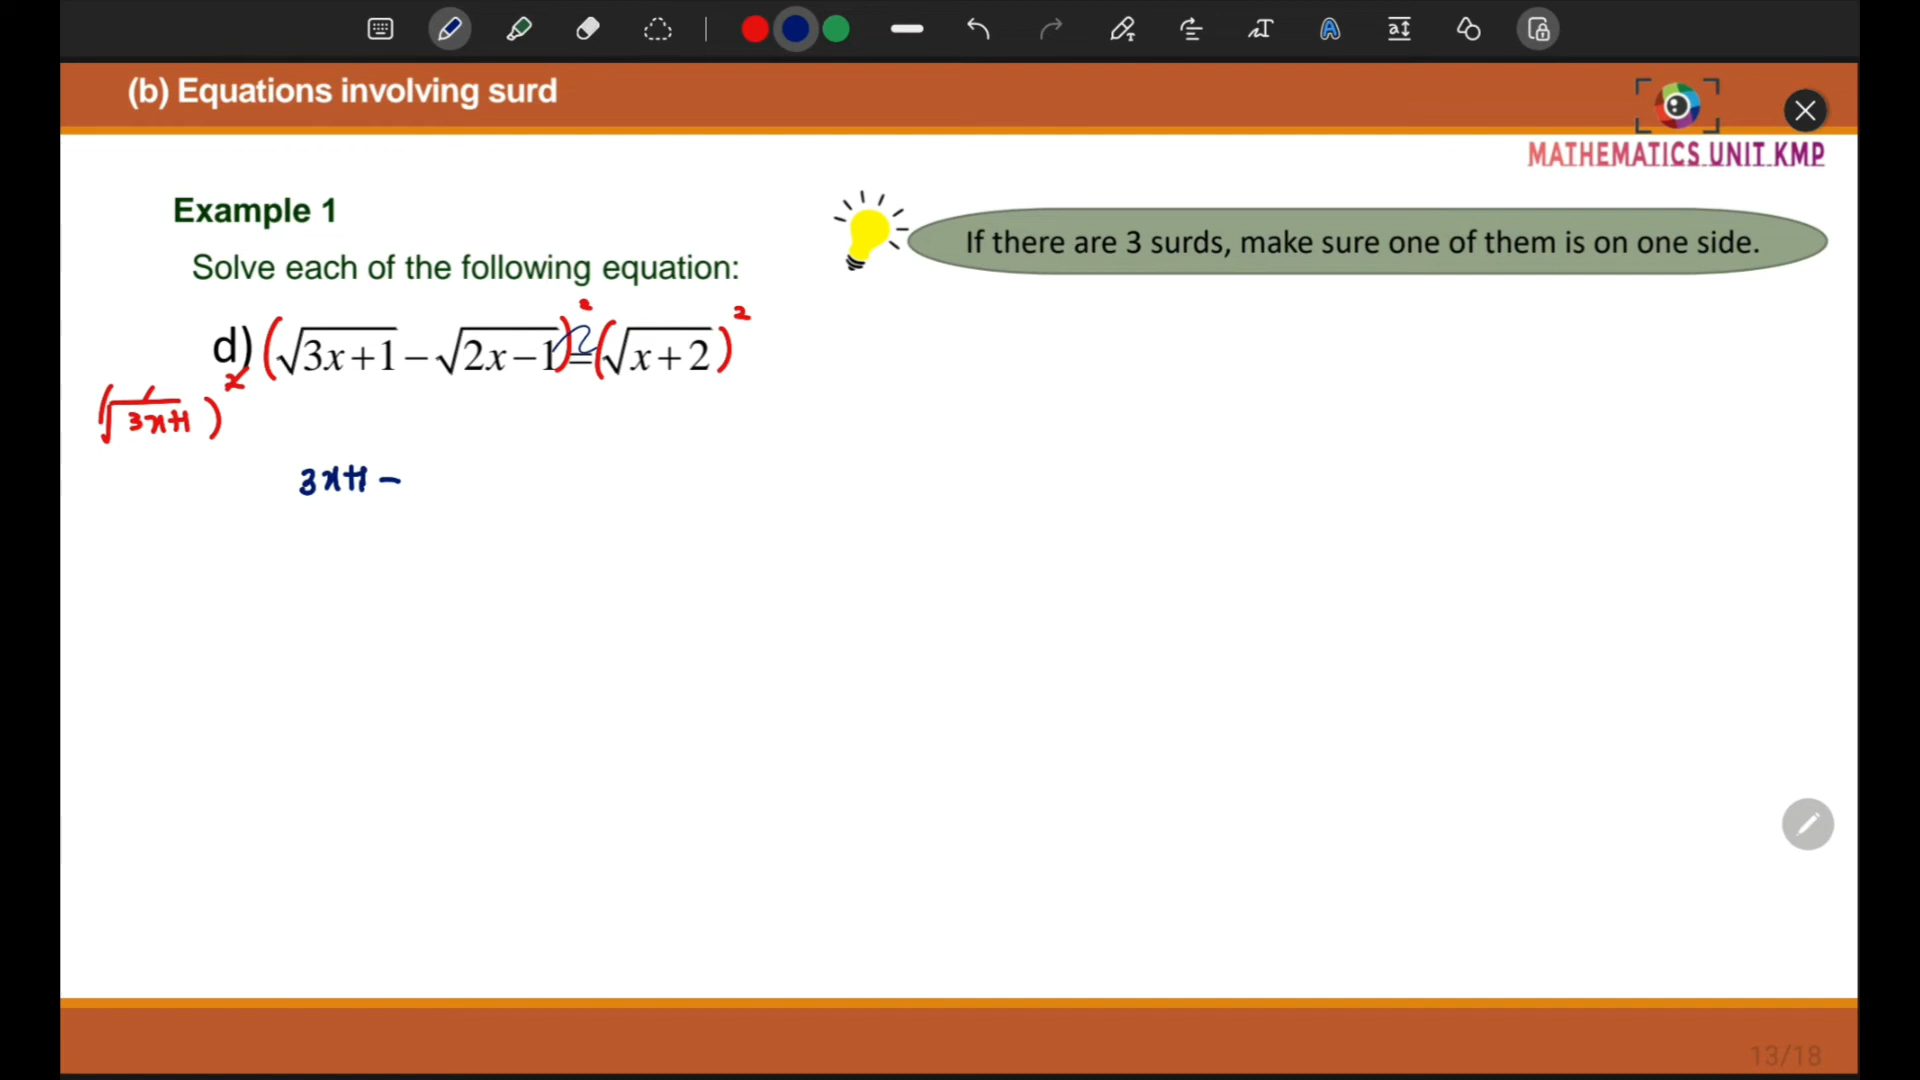 (b) Equations involving surd
MATHEMATICS UNIT KMP
Example 1
If there are 3 surds, make sure one of them is on one side.
Solve each of the following equation:
d) (√3x+1 − √2x−1)² = (√x+2)²
(√3x+1)²
3x+1 −
13/18